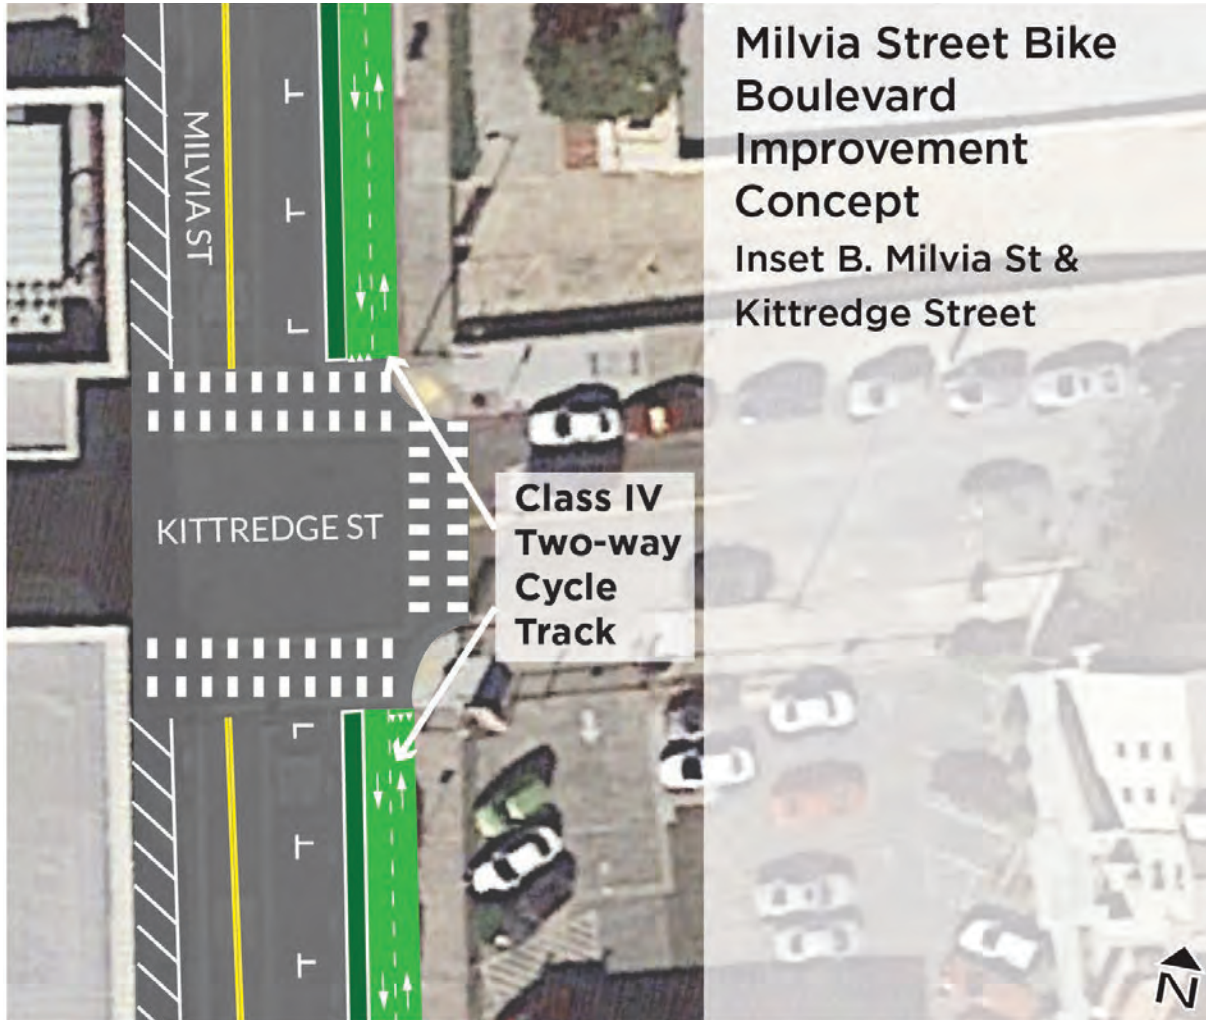 Milvia Street Bike
Boulevard
Improvement
Concept
Inset B. Milvia St &
Kittredge Street
MILVIA ST
KITTREDGE ST
Class IV
Two-way
Cycle
Track
N